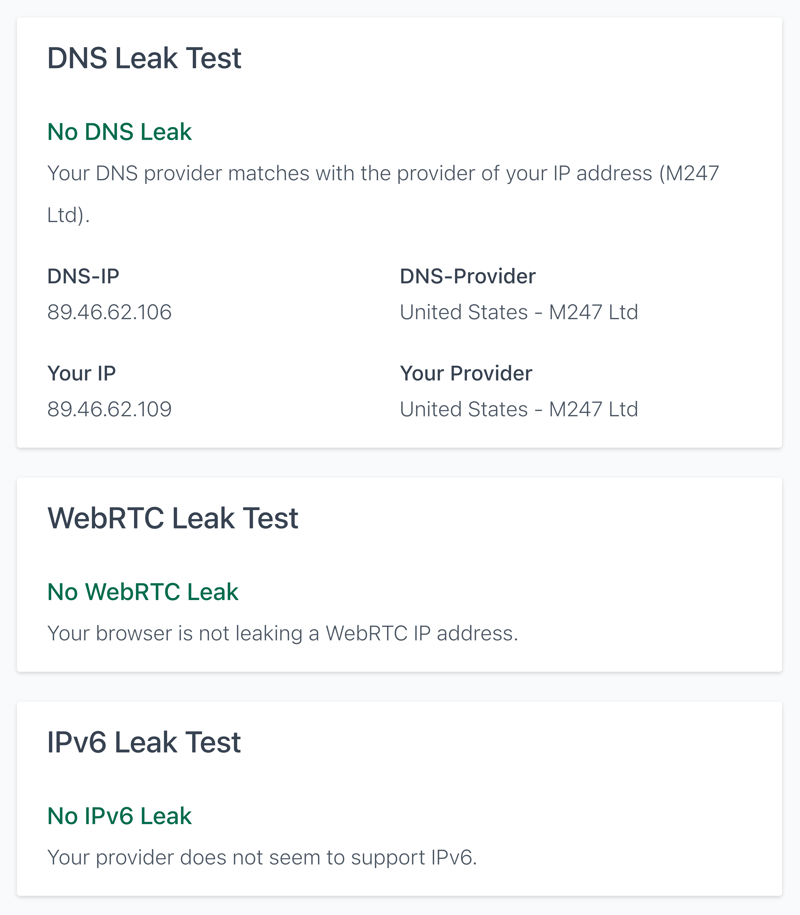 DNS Leak Test
No DNS Leak
Your DNS provider matches with the provider of your IP address (M247
Ltd).
DNS-IP
DNS-Provider
89.46.62.106
United States - M247 Ltd
Your IP
Your Provider
89.46.62.109
United States - M247 Ltd
WebRTC Leak Test
No WebRTC Leak
Your browser is not leaking a WebRTC IP address.
IPv6 Leak Test
No IPv6 Leak
Your provider does not seem to support IPv6.